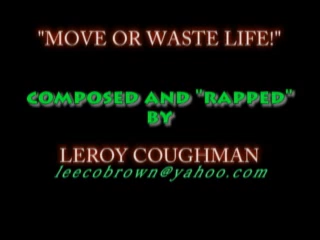 "MOVE OR WASTE LIFE!"
COMPOSED AND "RAPPED"
BY
LEROY COUGHMAN
leecobrown@yahoo.com